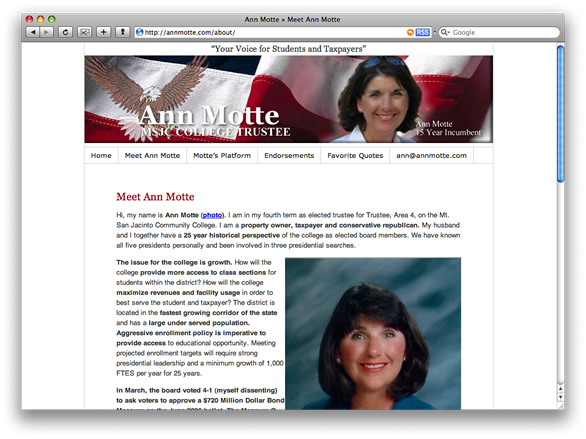 Ann Motte » Meet Ann Motte
http://annmotte.com/about/
RSS
Google
"Your Voice for Students and Taxpayers"
Ann Motte
MSJC COLLEGE TRUSTEE
Ann Motte
15 Year Incumbent
Home
Meet Ann Motte
Motte's Platform
Endorsements
Favorite Quotes
ann@annmotte.com
Meet Ann Motte
Hi, my name is Ann Motte (photo). I am in my fourth term as elected trustee for Trustee, Area 4, on the Mt.
San Jacinto Community College. I am a property owner, taxpayer and conservative republican. My husband
and I together have a 25 year historical perspective of the college as elected board members. We have known
all five presidents personally and been involved in three presidential searches.
The issue for the college is growth. How will the
college provide more access to class sections for
students within the district? How will the college
maximize revenues and facility usage in order to
best serve the student and taxpayer? The district is
located in the fastest growing corridor of the state
and has a large under served population.
Aggressive enrollment policy is imperative to
provide access to educational opportunity. Meeting
projected enrollment targets will require strong
presidential leadership and a minimum growth of 1,000
FTES per year for 25 years.
In March, the board voted 4-1 (myself dissenting)
to ask voters to approve a $720 Million Dollar Bond